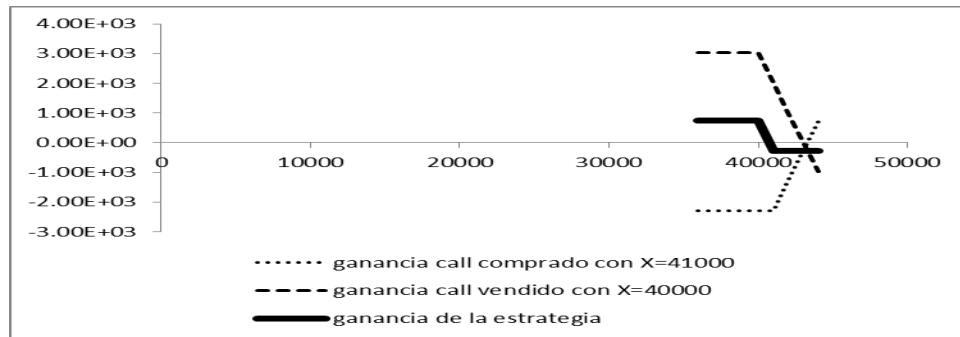 4.00E+03
3.00E+03
2.00E+03
1.00E+03
0.00E+00
0 10000 20000 30000 40000 50000
-1.00E+03
-2.00E+03
-3.00E+03
ganancia call comprado con X=41000
ganancia call vendido con X=40000
ganancia de la estrategia